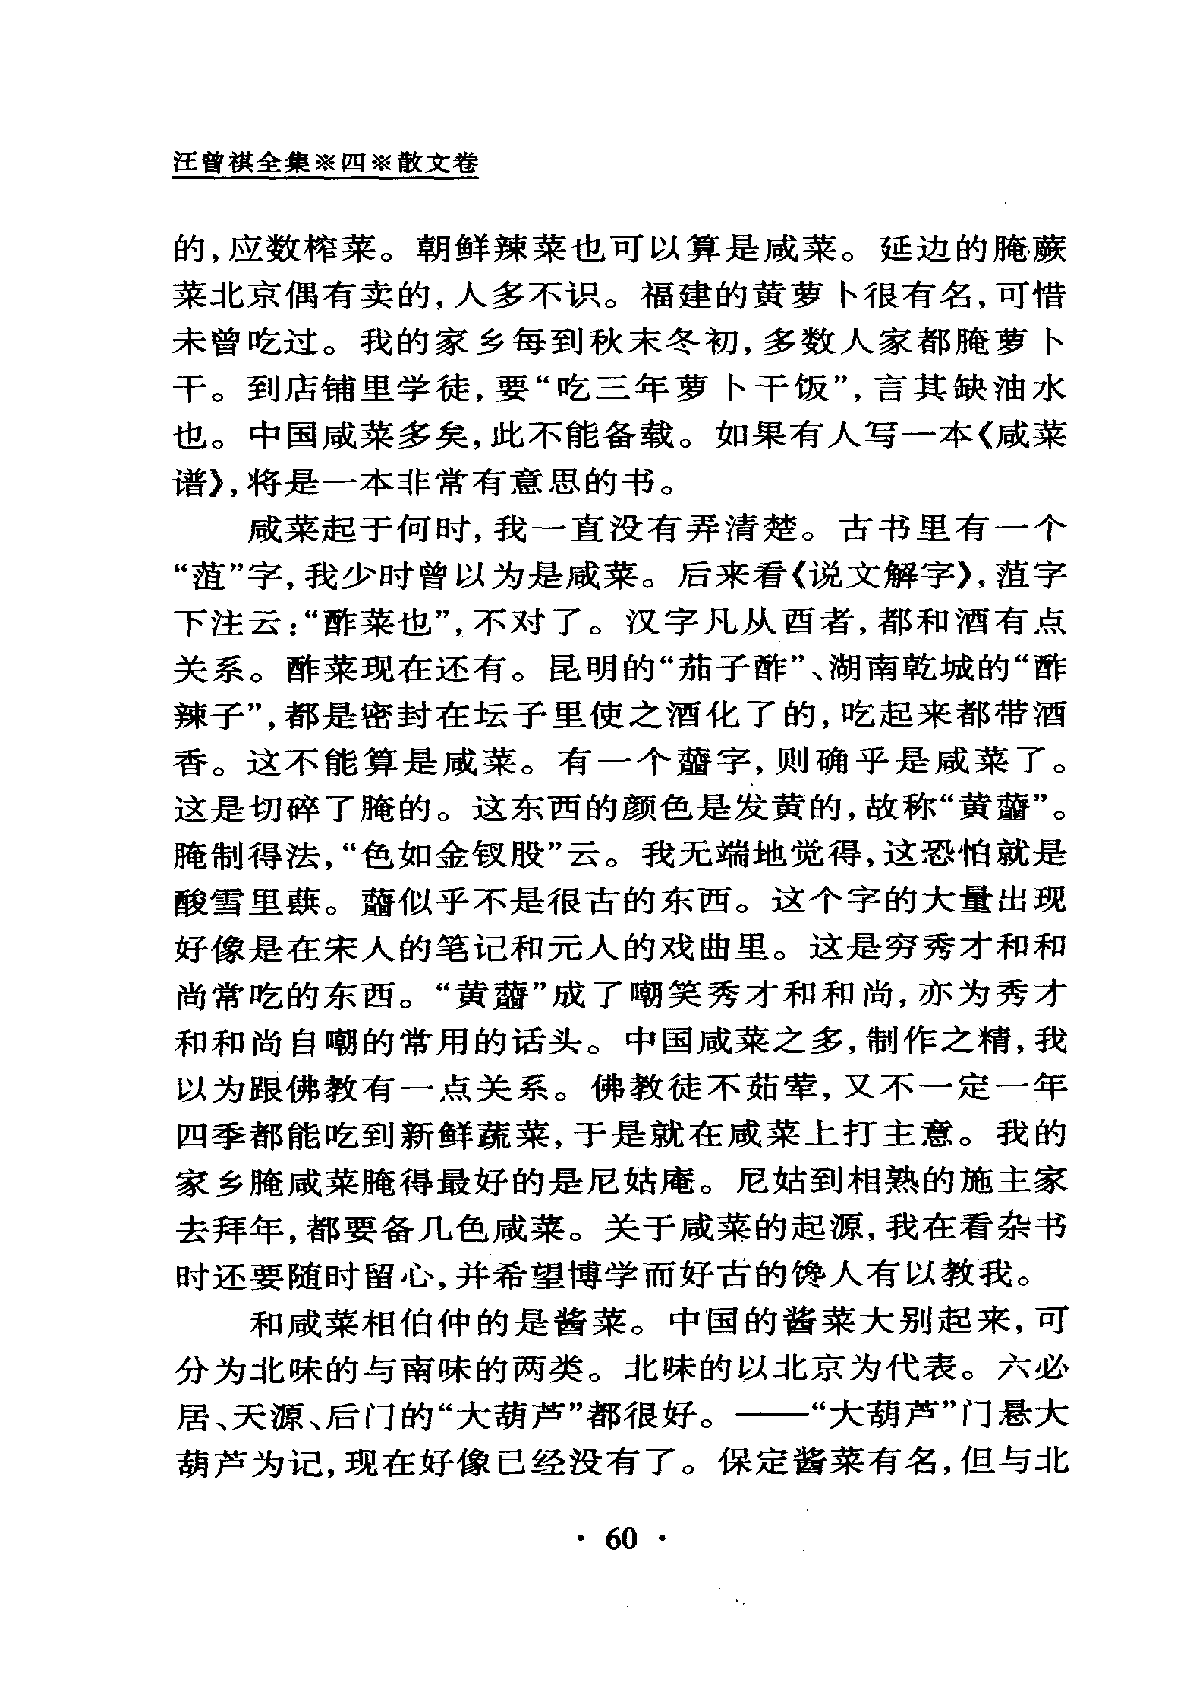 汪曾祺全集※四※散文卷
的,应数榨菜。朝鲜辣菜也可以算是咸菜。延边的腌蕨
菜北京偶有卖的,人多不识。福建的黄萝卜很有名,可惜
未曾吃过。我的家乡每到秋末冬初,多数人家都腌萝卜
干。到店铺里学徒,要“吃三年萝卜干饭”,言其缺油水
也。中国咸菜多矣,此不能备载。如果有人写一本《咸菜
谱》,将是一本非常有意思的书。
咸菜起于何时,我一直没有弄清楚。古书里有一个
“菹”字,我少时曾以为是咸菜。后来看《说文解字》,菹字
下注云:“酢菜也”,不对了。汉字凡从酉者,都和酒有点
关系。酢菜现在还有。昆明的“茄子酢”、湖南乾城的“酢
辣子”,都是密封在坛子里使之酒化了的,吃起来都带酒
香。这不能算是咸菜。有一个虀字,则确乎是咸菜了。
这是切碎了腌的。这东西的颜色是发黄的,故称“黄虀”。
腌制得法,“色如金钗股”云。我无端地觉得,这恐怕就是
酸雪里蕻。虀似乎不是很古的东西。这个字的大量出现
好像是在宋人的笔记和元人的戏曲里。这是穷秀才和和
尚常吃的东西。“黄虀”成了嘲笑秀才和和尚,亦为秀才
和和尚自嘲的常用的话头。中国咸菜之多,制作之精,我
以为跟佛教有一点关系。佛教徒不茹荤,又不一定一年
四季都能吃到新鲜蔬菜,于是就在咸菜上打主意。我的
家乡腌咸菜腌得最好的是尼姑庵。尼姑到相熟的施主家
去拜年,都要备几色咸菜。关于咸菜的起源,我在看杂书
时还要随时留心,并希望博学而好古的馋人有以教我。
和咸菜相伯仲的是酱菜。中国的酱菜大别起来,可
分为北味的与南味的两类。北味的以北京为代表。六必
居、天源、后门的“大葫芦”都很好。——“大葫芦”门悬大
葫芦为记,现在好像已经没有了。保定酱菜有名,但与北
· 60 ·